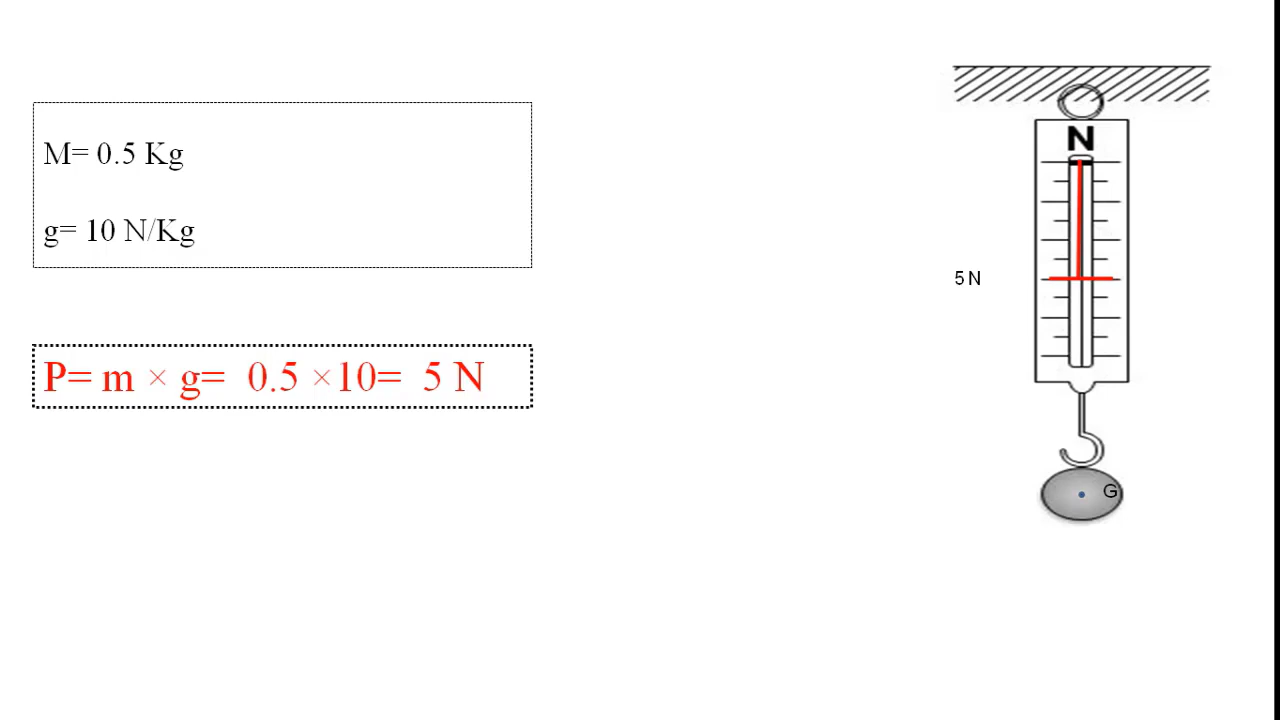 M= 0.5 Kg
g= 10 N/Kg
P= m × g= 0.5 ×10= 5 N
N
5 N
G